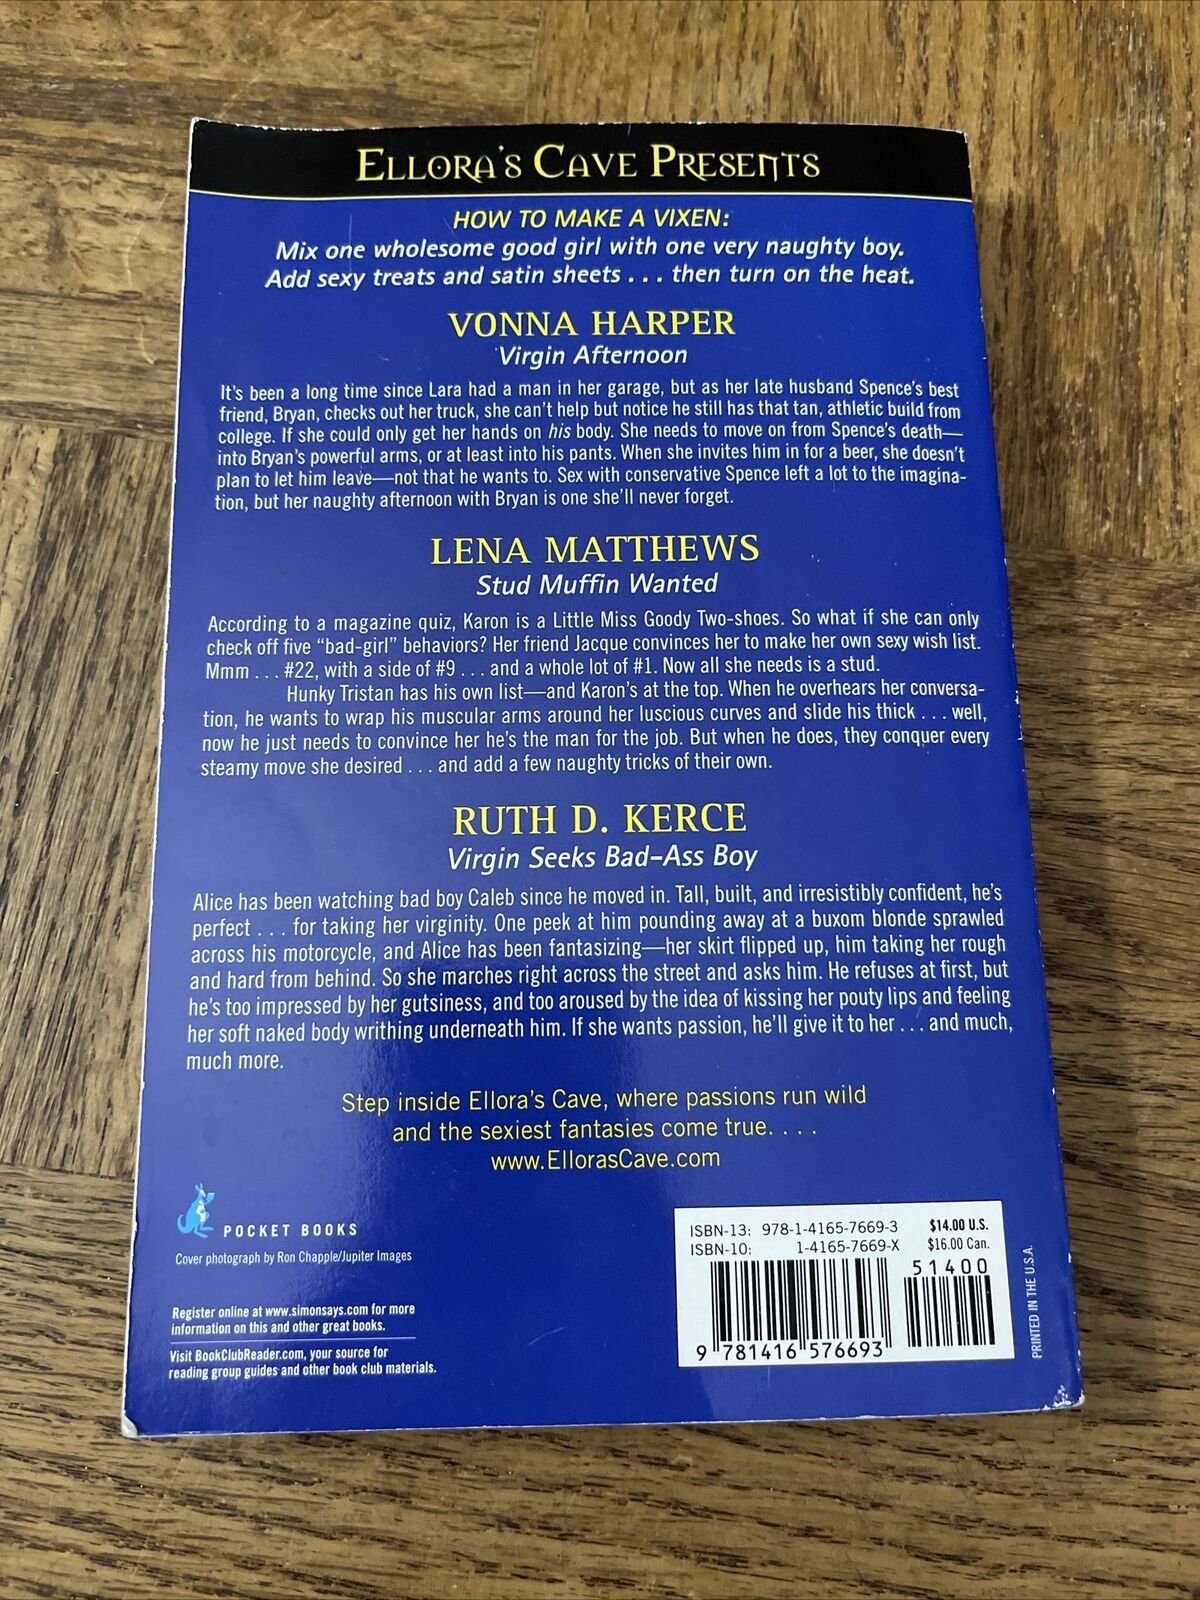 ELLORA'S CAVE PRESENTS
HOW TO MAKE A VIXEN:
Mix one wholesome good girl with one very naughty boy.
Add sexy treats and satin sheets . . . then turn on the heat.
VONNA HARPER
Virgin Afternoon
It's been a long time since Lara had a man in her garage, but as her late husband Spence's best
friend, Bryan, checks out her truck, she can't help but notice he still has that tan, athletic build from
college. If she could only get her hands on his body. She needs to move on from Spence's death—
into Bryan's powerful arms, or at least into his pants. When she invites him in for a beer, she doesn't
plan to let him leave—not that he wants to. Sex with conservative Spence left a lot to the imagina-
tion, but her naughty afternoon with Bryan is one she'll never forget.
LENA MATTHEWS
Stud Muffin Wanted
According to a magazine quiz, Karon is a Little Miss Goody Two-shoes. So what if she can only
check off five "bad-girl" behaviors? Her friend Jacque convinces her to make her own sexy wish list.
Mmm . . . #22, with a side of #9 . . . and a whole lot of #1. Now all she needs is a stud.
Hunky Tristan has his own list—and Karon's at the top. When he overhears her conversa-
tion, he wants to wrap his muscular arms around her luscious curves and slide his thick . . . well,
now he just needs to convince her he's the man for the job. But when he does, they conquer every
steamy move she desired . . . and add a few naughty tricks of their own.
RUTH D. KERCE
Virgin Seeks Bad-Ass Boy
Alice has been watching bad boy Caleb since he moved in. Tall, built, and irresistibly confident, he's
perfect . . . for taking her virginity. One peek at him pounding away at a buxom blonde sprawled
across his motorcycle, and Alice has been fantasizing—her skirt flipped up, him taking her rough
and hard from behind. So she marches right across the street and asks him. He refuses at first, but
he's too impressed by her gutsiness, and too aroused by the idea of kissing her pouty lips and feeling
her soft naked body writhing underneath him. If she wants passion, he'll give it to her . . . and much,
much more.
Step inside Ellora's Cave, where passions run wild
and the sexiest fantasies come true. . . .
www.EllorasCave.com
POCKET BOOKS
Cover photograph by Ron Chapple/Jupiter Images
Register online at www.simonsays.com for more
information on this and other great books.
Visit BookClubReader.com, your source for
reading group guides and other book club materials.
ISBN-13: 978-1-4165-7669-3 $14.00 U.S.
ISBN-10: 1-4165-7669-X $16.00 Can.
51400
9 781416 576693
PRINTED IN THE U.S.A.